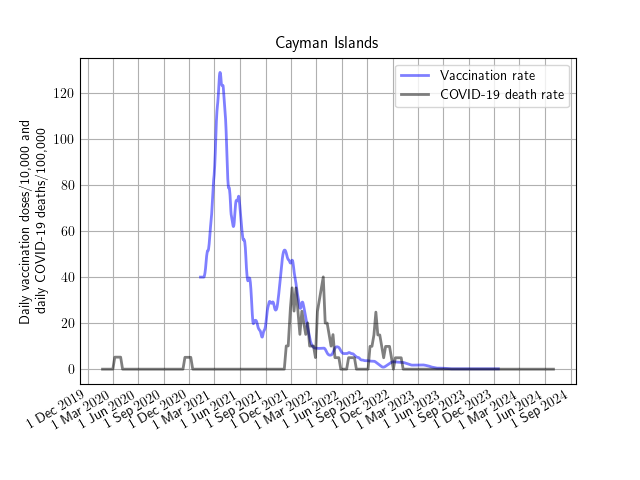 Cayman Islands
Vaccination rate
COVID-19 death rate
Daily vaccination doses/10,000 and
daily COVID-19 deaths/100,000
120
100
80
60
40
20
0
1 Dec 2019
1 Mar 2020
1 Jun 2020
1 Sep 2020
1 Dec 2020
1 Mar 2021
1 Jun 2021
1 Sep 2021
1 Dec 2021
1 Mar 2022
1 Jun 2022
1 Sep 2022
1 Dec 2022
1 Mar 2023
1 Jun 2023
1 Sep 2023
1 Dec 2023
1 Mar 2024
1 Jun 2024
1 Sep 2024